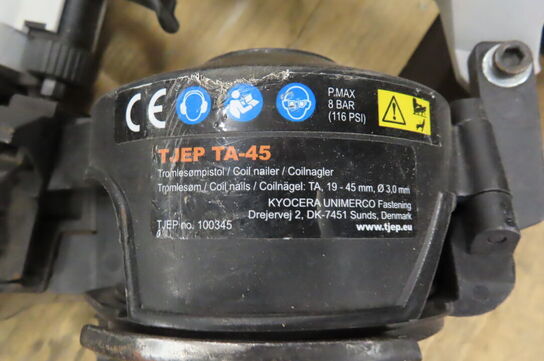 CE
P.MAX
8 BAR
(116 PSI)
TJEP TA-45
Tromlesømpistol / Coil nailer / Coilnagler
Tromlesøm / Coil nails / Coilnägel: TA, 19 - 45 mm, Ø 3,0 mm
KYOCERA UNIMERCO Fastening
Drejervej 2, DK-7451 Sunds, Denmark
TJEP no. 100345
www.tjep.eu